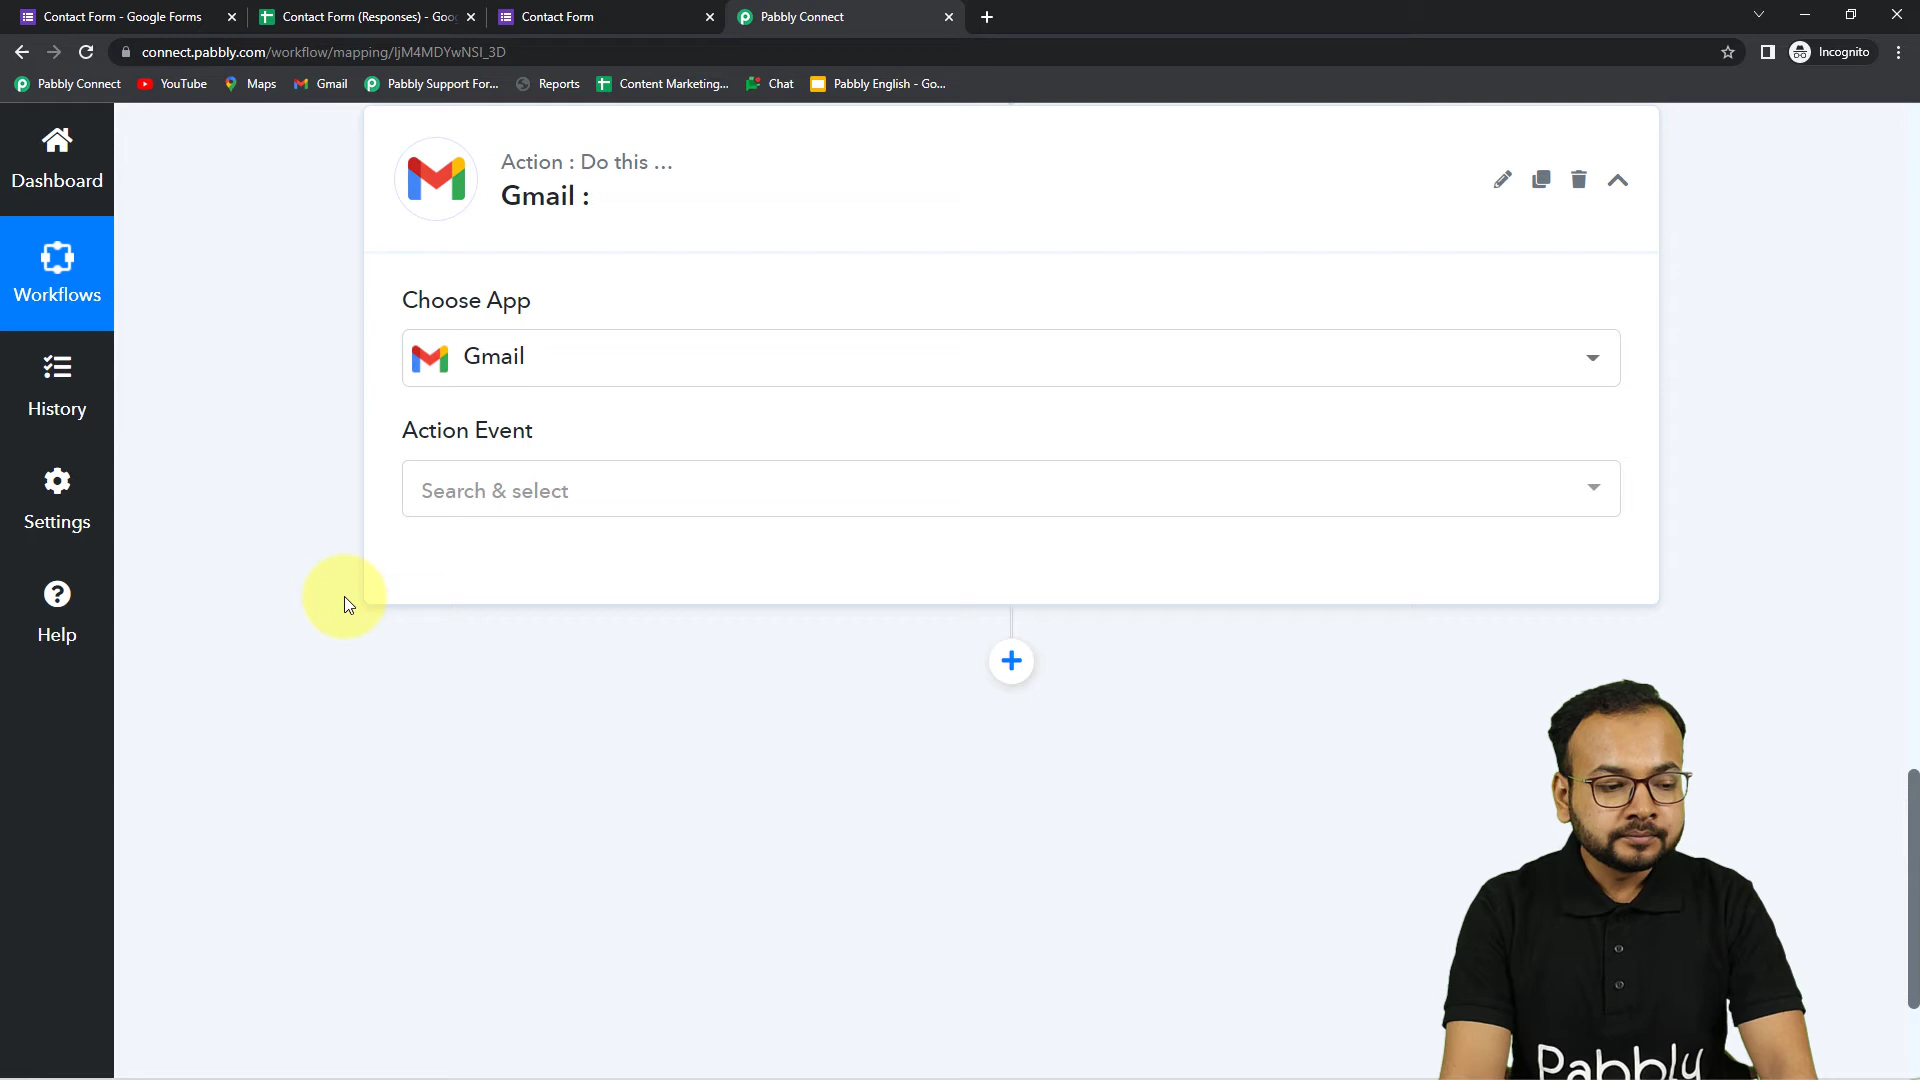 Contact Form - Google Forms
Contact Form (Responses) - Goo
Contact Form
Pabbly Connect
connect.pabbly.com/workflow/mapping/IjM4MDYwNSI_3D
Incognito
Pabbly Connect
YouTube
Maps
Gmail
Pabbly Support For...
Reports
Content Marketing...
Chat
Pabbly English - Go...
Dashboard
Workflows
History
Settings
Help
Action : Do this ...
Gmail :
Choose App
Gmail
Action Event
Search & select
Pabbly